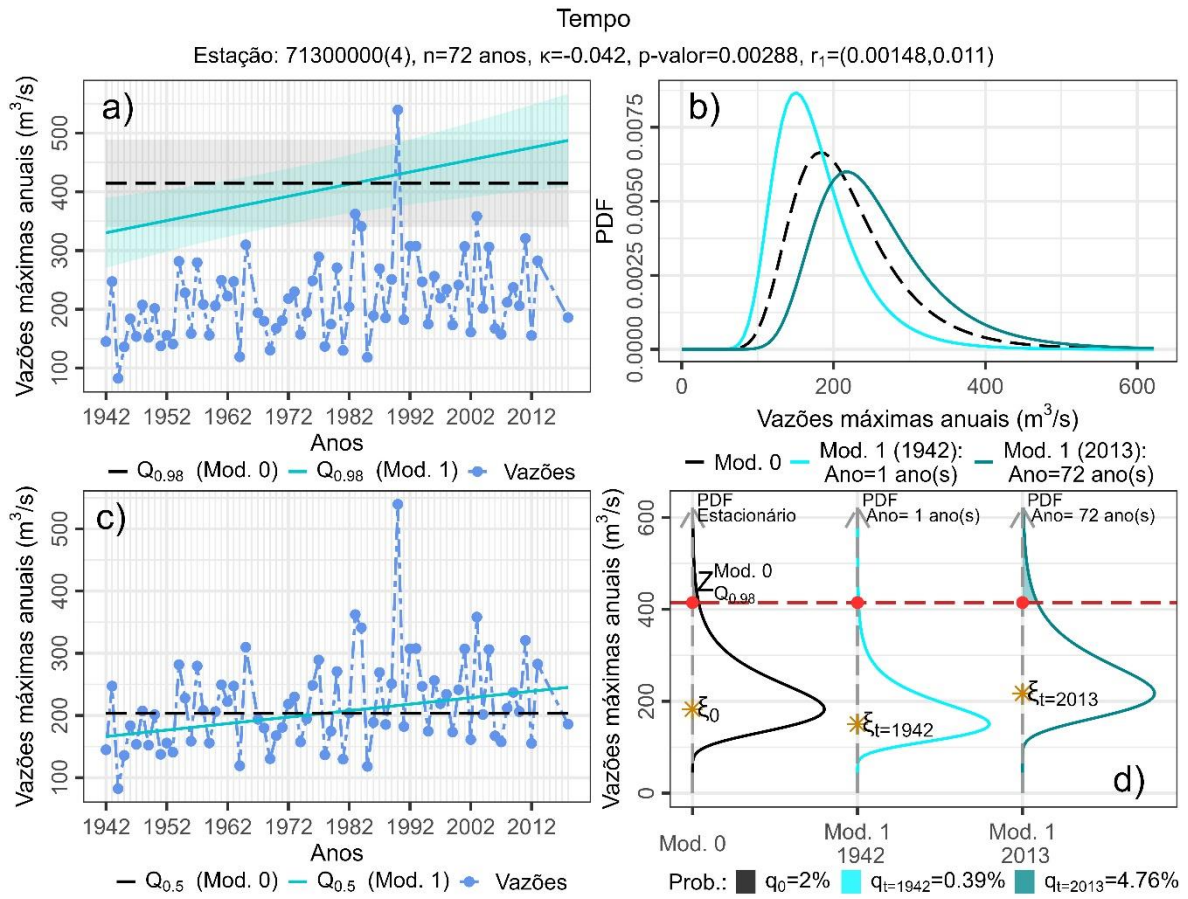 Tempo
Estação: 71300000(4), n=72 anos, κ=-0.042, p-valor=0.00288, r₁=(0.00148,0.011)
a)
Vazões máximas anuais (m³/s)
500
400
300
200
100
1942 1952 1962 1972 1982 1992 2002 2012
Anos
Q₀.₉₈ (Mod. 0) Q₀.₉₈ (Mod. 1) Vazões
b)
PDF
0.0075
0.0050
0.0025
0.0000
0 200 400 600
Vazões máximas anuais (m³/s)
Mod. 0
Mod. 1 (1942):
Ano=1 ano(s)
Mod. 1 (2013):
Ano=72 ano(s)
c)
Vazões máximas anuais (m³/s)
500
400
300
200
100
1942 1952 1962 1972 1982 1992 2002 2012
Anos
Q₀.₅ (Mod. 0) Q₀.₅ (Mod. 1) Vazões
d)
Vazões máximas anuais (m³/s)
600
400
200
0
PDF
Estacionário
PDF
Ano= 1 ano(s)
PDF
Ano= 72 ano(s)
Z Mod. 0 Q₀.₉₈
ξ₀
ξt=1942
ξt=2013
Mod. 0
Mod. 1
1942
Mod. 1
2013
Prob.: q₀=2% qt=1942=0.39% qt=2013=4.76%